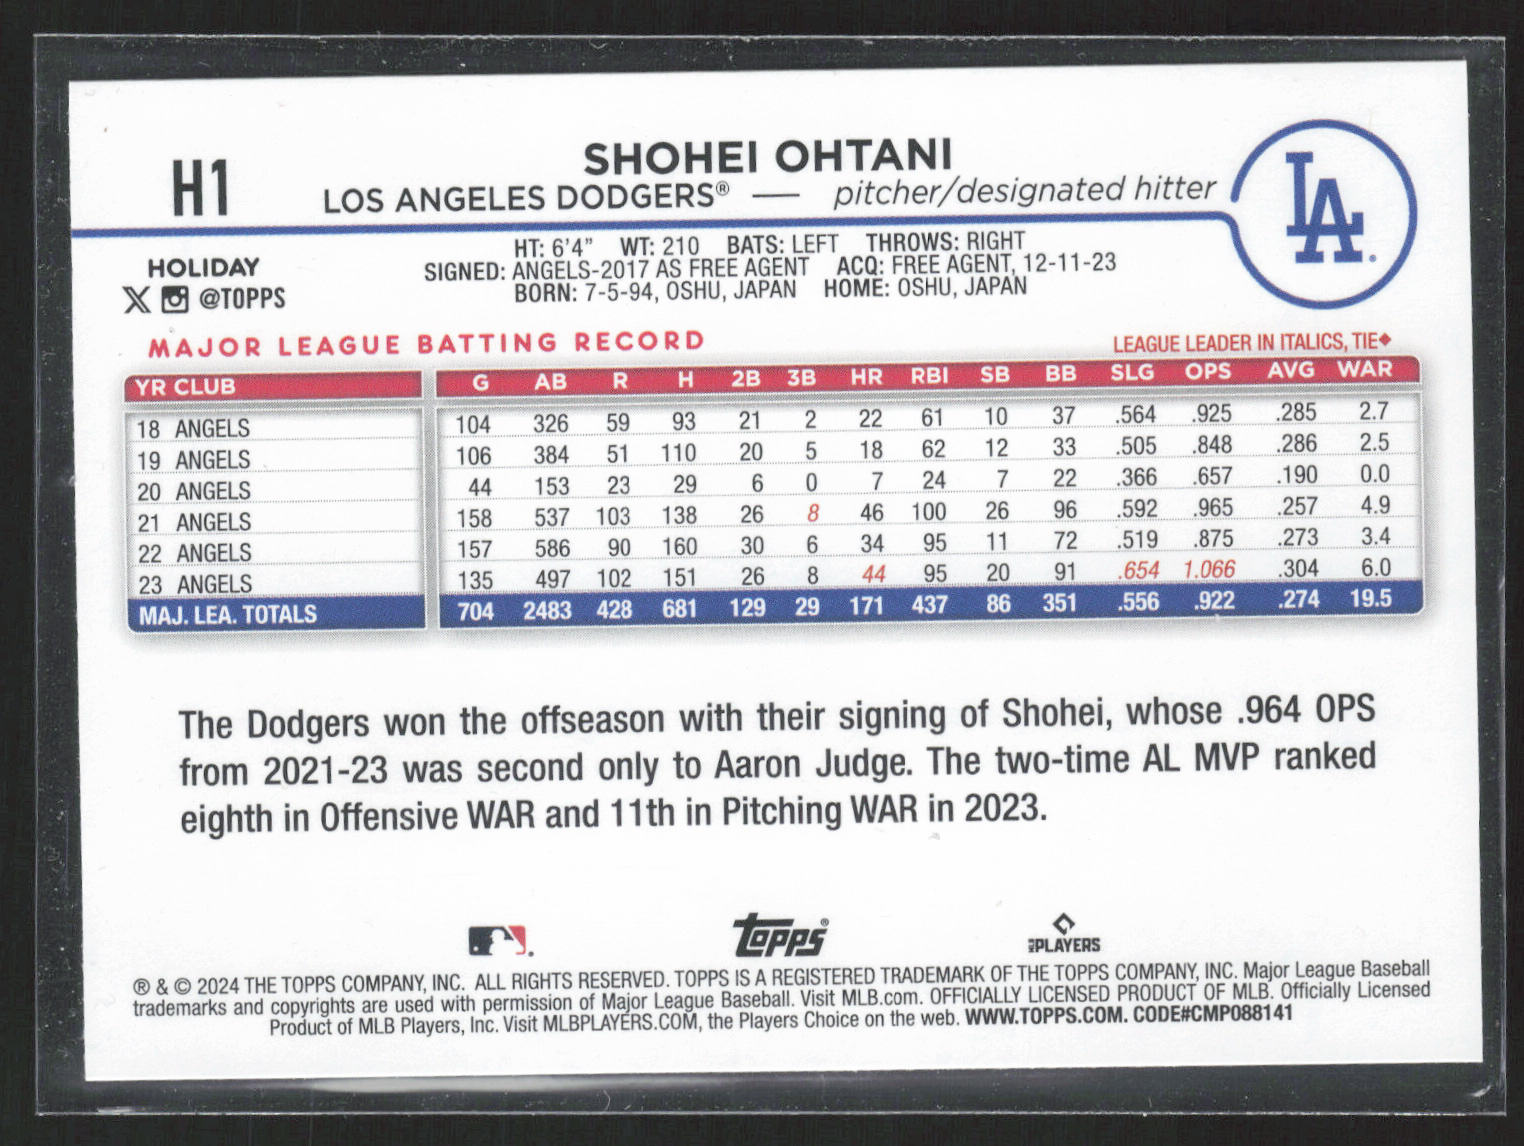 H1
SHOHEI OHTANI
LOS ANGELES DODGERS® — pitcher/designated hitter
LA
HOLIDAY
X @TOPPS
HT: 6'4" WT: 210 BATS: LEFT THROWS: RIGHT
SIGNED: ANGELS-2017 AS FREE AGENT ACQ: FREE AGENT, 12-11-23
BORN: 7-5-94, OSHU, JAPAN HOME: OSHU, JAPAN
MAJOR LEAGUE BATTING RECORD LEAGUE LEADER IN ITALICS, TIE◆
YR CLUB G AB R H 2B 3B HR RBI SB BB SLG OPS AVG WAR
18 ANGELS 104 326 59 93 21 2 22 61 10 37 .564 .925 .285 2.7
19 ANGELS 106 384 51 110 20 5 18 62 12 33 .505 .848 .286 2.5
20 ANGELS 44 153 23 29 6 0 7 24 7 22 .366 .657 .190 0.0
21 ANGELS 158 537 103 138 26 8 46 100 26 96 .592 .965 .257 4.9
22 ANGELS 157 586 90 160 30 6 34 95 11 72 .519 .875 .273 3.4
23 ANGELS 135 497 102 151 26 8 44 95 20 91 .654 1.066 .304 6.0
MAJ. LEA. TOTALS 704 2483 428 681 129 29 171 437 86 351 .556 .922 .274 19.5
The Dodgers won the offseason with their signing of Shohei, whose .964 OPS
from 2021-23 was second only to Aaron Judge. The two-time AL MVP ranked
eighth in Offensive WAR and 11th in Pitching WAR in 2023.
Topps® MLB PLAYERS
® & © 2024 THE TOPPS COMPANY, INC. ALL RIGHTS RESERVED. TOPPS IS A REGISTERED TRADEMARK OF THE TOPPS COMPANY, INC. Major League Baseball
trademarks and copyrights are used with permission of Major League Baseball. Visit MLB.com. OFFICIALLY LICENSED PRODUCT OF MLB. Officially Licensed
Product of MLB Players, Inc. Visit MLBPLAYERS.COM, the Players Choice on the web. WWW.TOPPS.COM. CODE#CMP088141